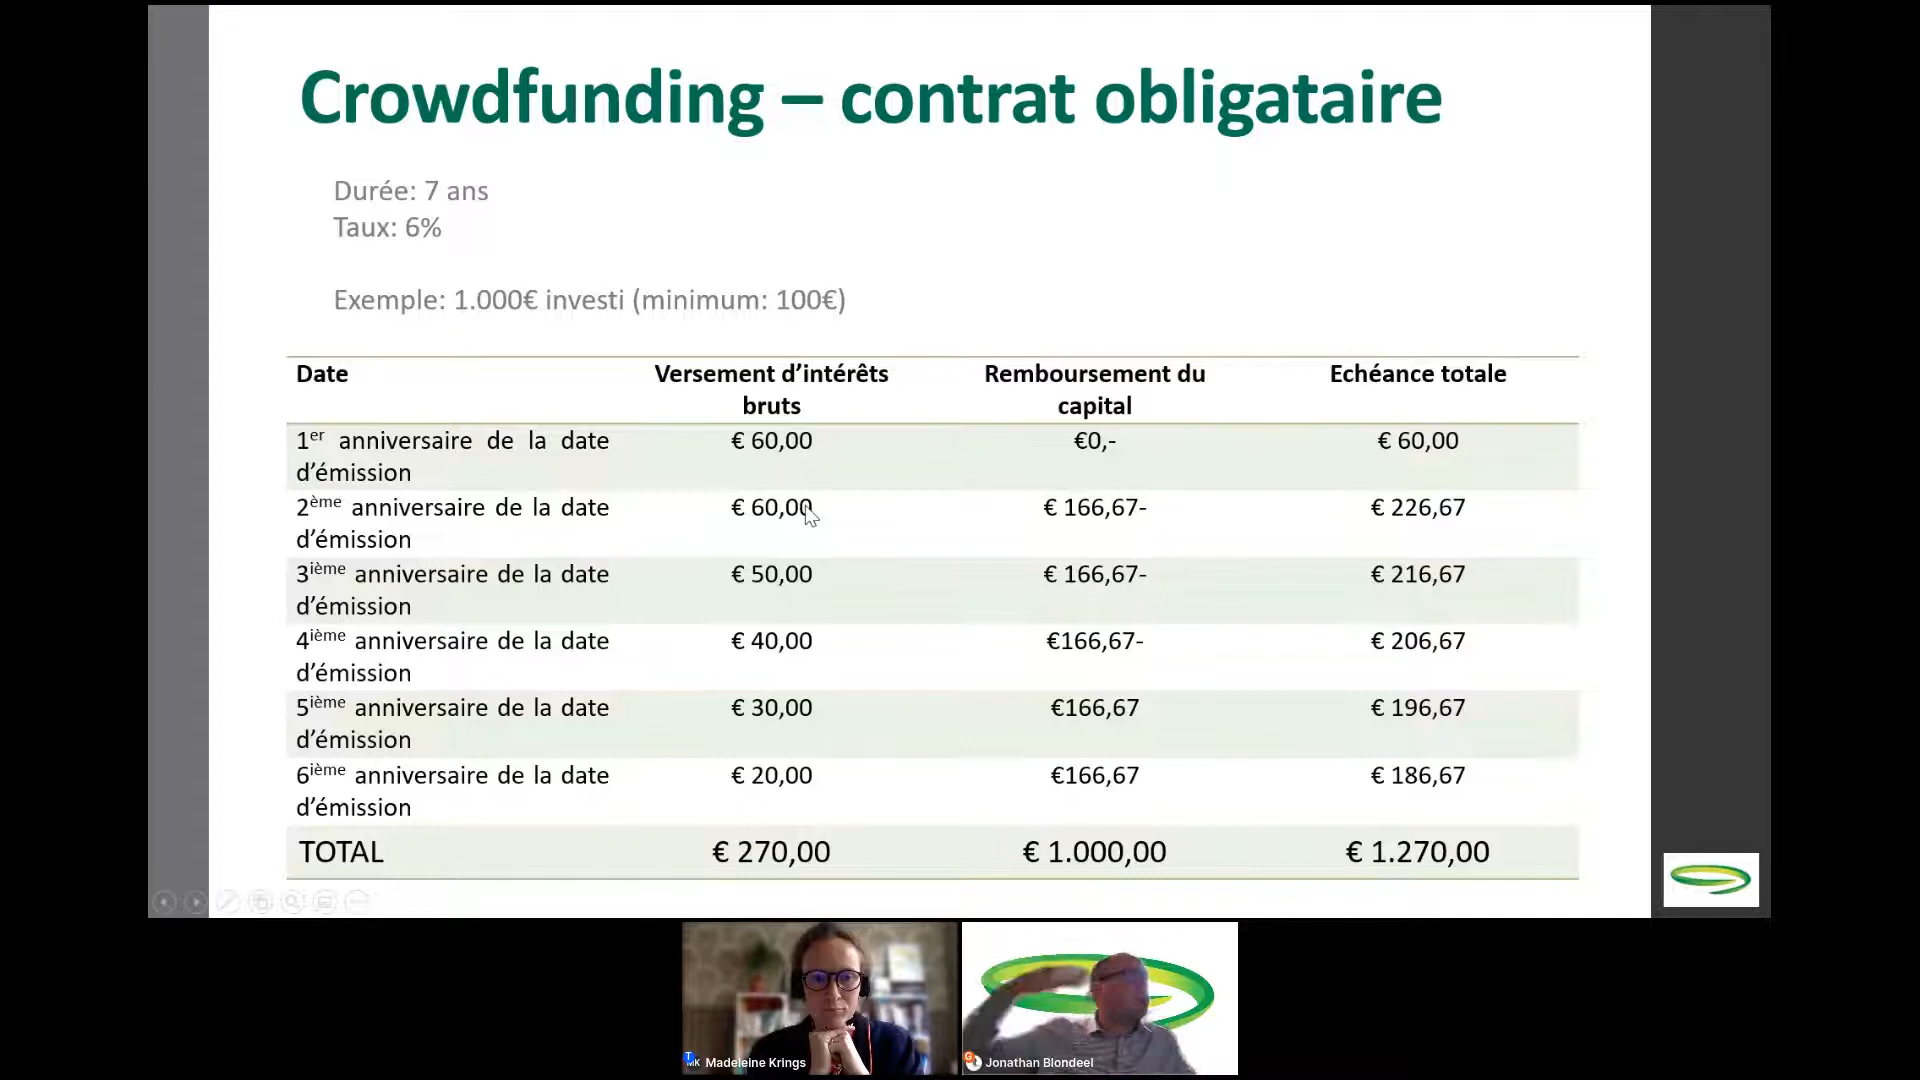 Crowdfunding – contrat obligataire
Durée: 7 ans
Taux: 6%
Exemple: 1.000€ investi (minimum: 100€)
Date
Versement d’intérêts
bruts
Remboursement du
capital
Echéance totale
1er anniversaire de la date
d’émission
€ 60,00
€0,-
€ 60,00
2ème anniversaire de la date
d’émission
€ 60,00
€ 166,67-
€ 226,67
3ième anniversaire de la date
d’émission
€ 50,00
€ 166,67-
€ 216,67
4ième anniversaire de la date
d’émission
€ 40,00
€166,67-
€ 206,67
5ième anniversaire de la date
d’émission
€ 30,00
€166,67
€ 196,67
6ième anniversaire de la date
d’émission
€ 20,00
€166,67
€ 186,67
TOTAL
€ 270,00
€ 1.000,00
€ 1.270,00
Madeleine Krings
Jonathan Blondeel